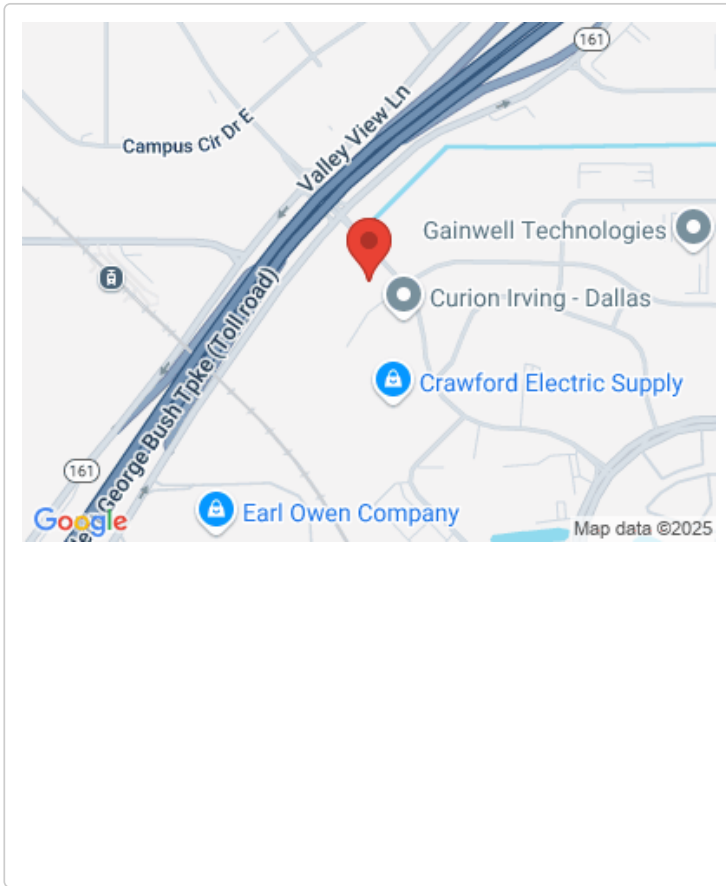 161
Campus Cir Dr E
Valley View Ln
Gainwell Technologies
Curion Irving - Dallas
George Bush Tpke (Toll road)
Crawford Electric Supply
161
Earl Owen Company
Google
Map data ©2025